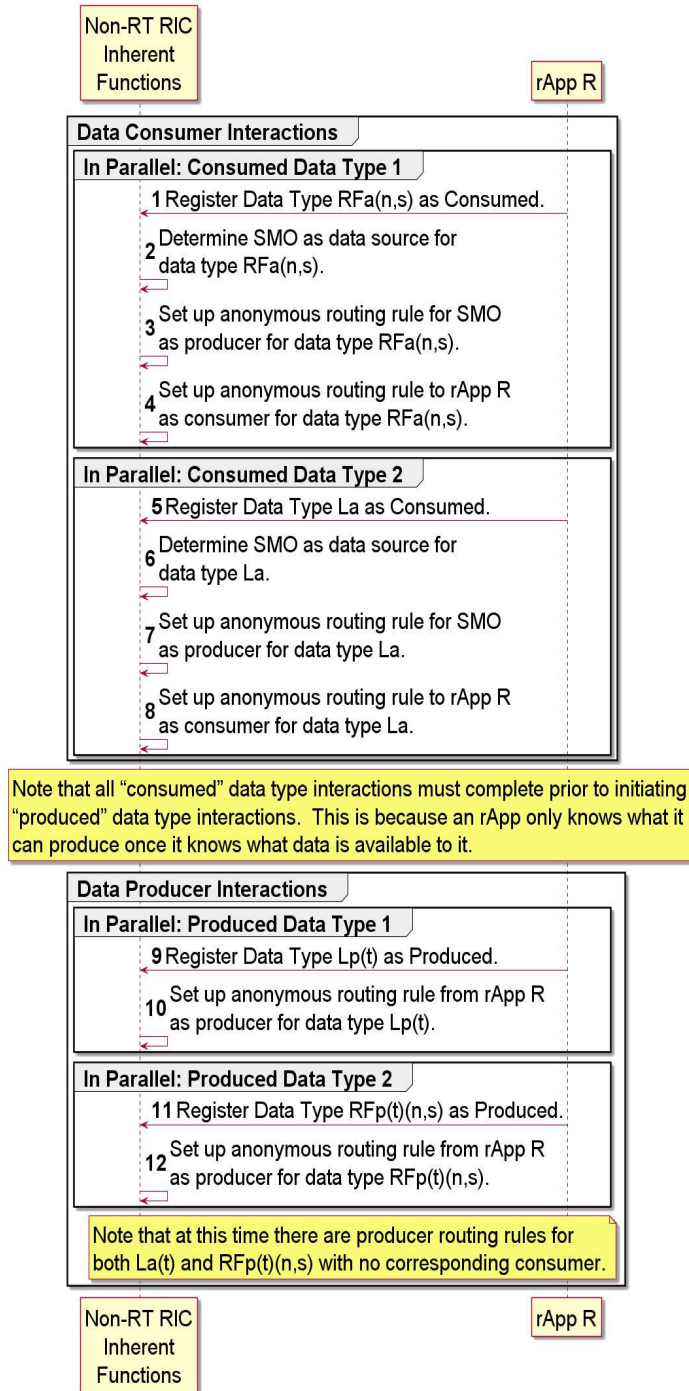 Non-RT RIC
Inherent
Functions
rApp R
Data Consumer Interactions
In Parallel: Consumed Data Type 1
1 Register Data Type RFa(n,s) as Consumed.
2 Determine SMO as data source for
data type RFa(n,s).
3 Set up anonymous routing rule for SMO
as producer for data type RFa(n,s).
4 Set up anonymous routing rule to rApp R
as consumer for data type RFa(n,s).
In Parallel: Consumed Data Type 2
5 Register Data Type La as Consumed.
6 Determine SMO as data source for
data type La.
7 Set up anonymous routing rule for SMO
as producer for data type La.
8 Set up anonymous routing rule to rApp R
as consumer for data type La.
Note that all “consumed” data type interactions must complete prior to initiating
“produced” data type interactions.  This is because an rApp only knows what it
can produce once it knows what data is available to it.
Data Producer Interactions
In Parallel: Produced Data Type 1
9 Register Data Type Lp(t) as Produced.
10 Set up anonymous routing rule from rApp R
as producer for data type Lp(t).
In Parallel: Produced Data Type 2
11 Register Data Type RFp(t)(n,s) as Produced.
12 Set up anonymous routing rule from rApp R
as producer for data type RFp(t)(n,s).
Note that at this time there are producer routing rules for
both La(t) and RFp(t)(n,s) with no corresponding consumer.
Non-RT RIC
Inherent
Functions
rApp R